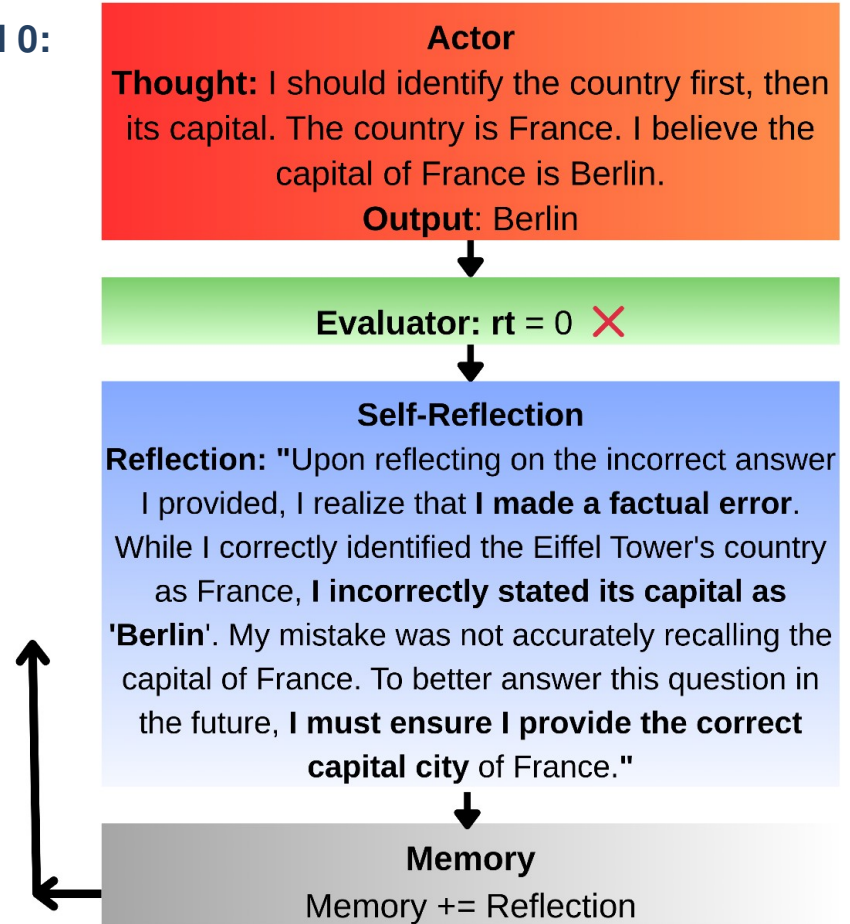 0:
Actor
Thought: I should identify the country first, then
its capital. The country is France. I believe the
capital of France is Berlin.
Output: Berlin
Evaluator: rt = 0 ❌
Self-Reflection
Reflection: "Upon reflecting on the incorrect answer
I provided, I realize that I made a factual error.
While I correctly identified the Eiffel Tower's country
as France, I incorrectly stated its capital as
'Berlin'. My mistake was not accurately recalling the
capital of France. To better answer this question in
the future, I must ensure I provide the correct
capital city of France."
Memory
Memory += Reflection